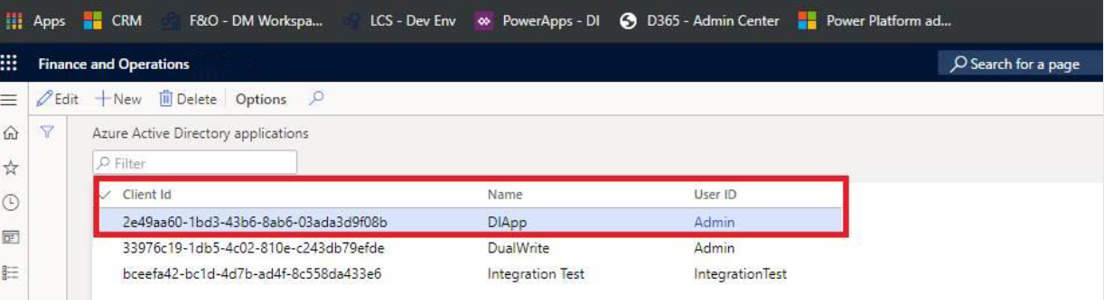 Apps CRM F&O - DM Workspa... LCS - Dev Env PowerApps - DI D365 - Admin Center Power Platform ad...
Finance and Operations Search for a page
Edit New Delete Options
Azure Active Directory applications
Filter
Client Id Name User ID
2e49aa60-1bd3-43b6-8ab6-03ada3d9f08b DIApp Admin
33976c19-1db5-4c02-810e-c243db79efde DualWrite Admin
bceefa42-bc1d-4d7b-ad4f-8c558da433e6 Integration Test IntegrationTest